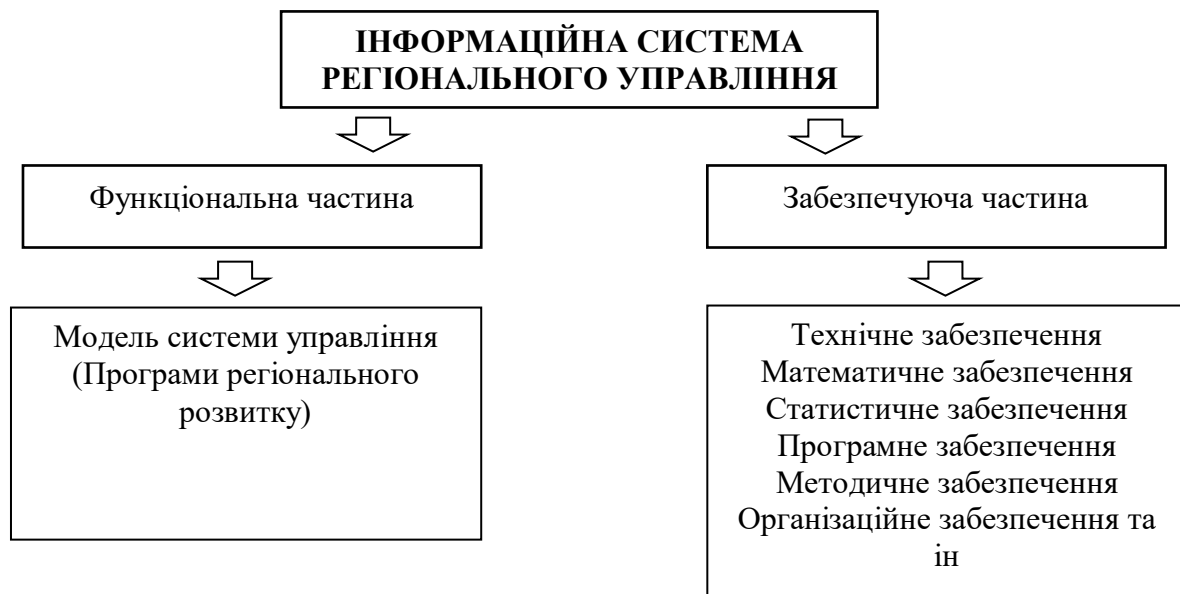 ІНФОРМАЦІЙНА СИСТЕМА
РЕГІОНАЛЬНОГО УПРАВЛІННЯ
Функціональна частина
Забезпечуюча частина
Модель системи управління
(Програми регіонального
розвитку)
Технічне забезпечення
Математичне забезпечення
Статистичне забезпечення
Програмне забезпечення
Методичне забезпечення
Організаційне забезпечення та
ін